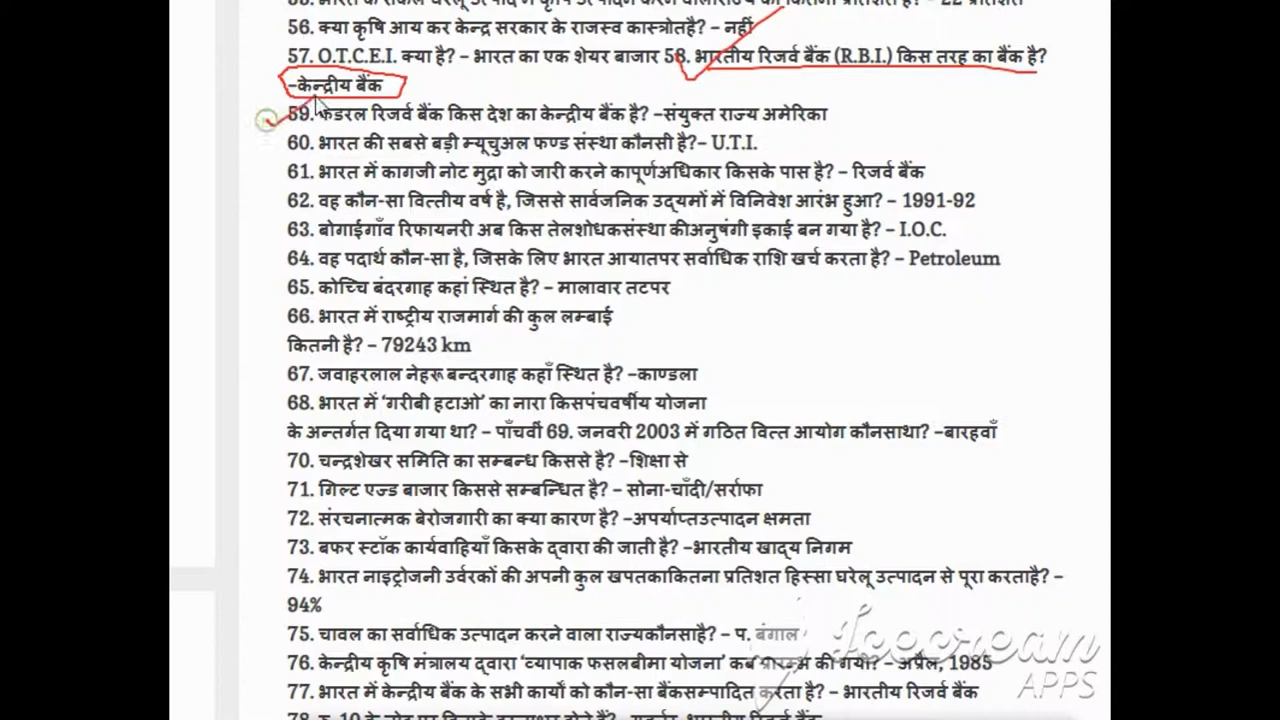 56. क्या कृषि आय कर केन्द्र सरकार के राजस्व कास्त्रोतहै? – नहीं
57. O.T.C.E.I. क्या है? – भारत का एक शेयर बाजार 58. भारतीय रिजर्व बैंक (R.B.I.) किस तरह का बैंक है?
–केन्द्रीय बैंक
59. फेडरल रिजर्व बैंक किस देश का केन्द्रीय बैंक है? –संयुक्त राज्य अमेरिका
60. भारत की सबसे बड़ी म्यूचुअल फण्ड संस्था कौनसी है?– U.T.I.
61. भारत में कागजी नोट मुद्रा को जारी करने कापूर्णअधिकार किसके पास है? – रिजर्व बैंक
62. वह कौन-सा वित्तीय वर्ष है, जिससे सार्वजनिक उद्यमों में विनिवेश आरंभ हुआ? – 1991-92
63. बोगाईगाँव रिफायनरी अब किस तेलशोधकसंस्था कीअनुषंगी इकाई बन गया है? – I.O.C.
64. वह पदार्थ कौन-सा है, जिसके लिए भारत आयातपर सर्वाधिक राशि खर्च करता है? – Petroleum
65. कोच्चि बंदरगाह कहां स्थित है? – मालावार तटपर
66. भारत में राष्ट्रीय राजमार्ग की कुल लम्बाई
कितनी है? – 79243 km
67. जवाहरलाल नेहरू बन्दरगाह कहाँ स्थित है? –काण्डला
68. भारत में ‘गरीबी हटाओ’ का नारा किसपंचवर्षीय योजना
के अन्तर्गत दिया गया था? – पाँचवीं 69. जनवरी 2003 में गठित वित्त आयोग कौनसाथा? –बारहवाँ
70. चन्द्रशेखर समिति का सम्बन्ध किससे है? –शिक्षा से
71. गिल्ट एज्ड बाजार किससे सम्बन्धित है? – सोना-चाँदी/सर्राफा
72. संरचनात्मक बेरोजगारी का क्या कारण है? –अपर्याप्तउत्पादन क्षमता
73. बफर स्टॉक कार्यवाहियाँ किसके द्वारा की जाती है? –भारतीय खाद्य निगम
74. भारत नाइट्रोजनी उर्वरकों की अपनी कुल खपतकाकितना प्रतिशत हिस्सा घरेलू उत्पादन से पूरा करताहै? –
94%
75. चावल का सर्वाधिक उत्पादन करने वाला राज्यकौनसाहै? – प. बंगाल
76. केन्द्रीय कृषि मंत्रालय द्वारा ‘व्यापाक फसलबीमा योजना’ कब प्रारम्भ की गयी? – अप्रैल, 1985
77. भारत में केन्द्रीय बैंक के सभी कार्यों को कौन-सा बैंकसम्पादित करता है? – भारतीय रिजर्व बैंक
Icecream
APPS